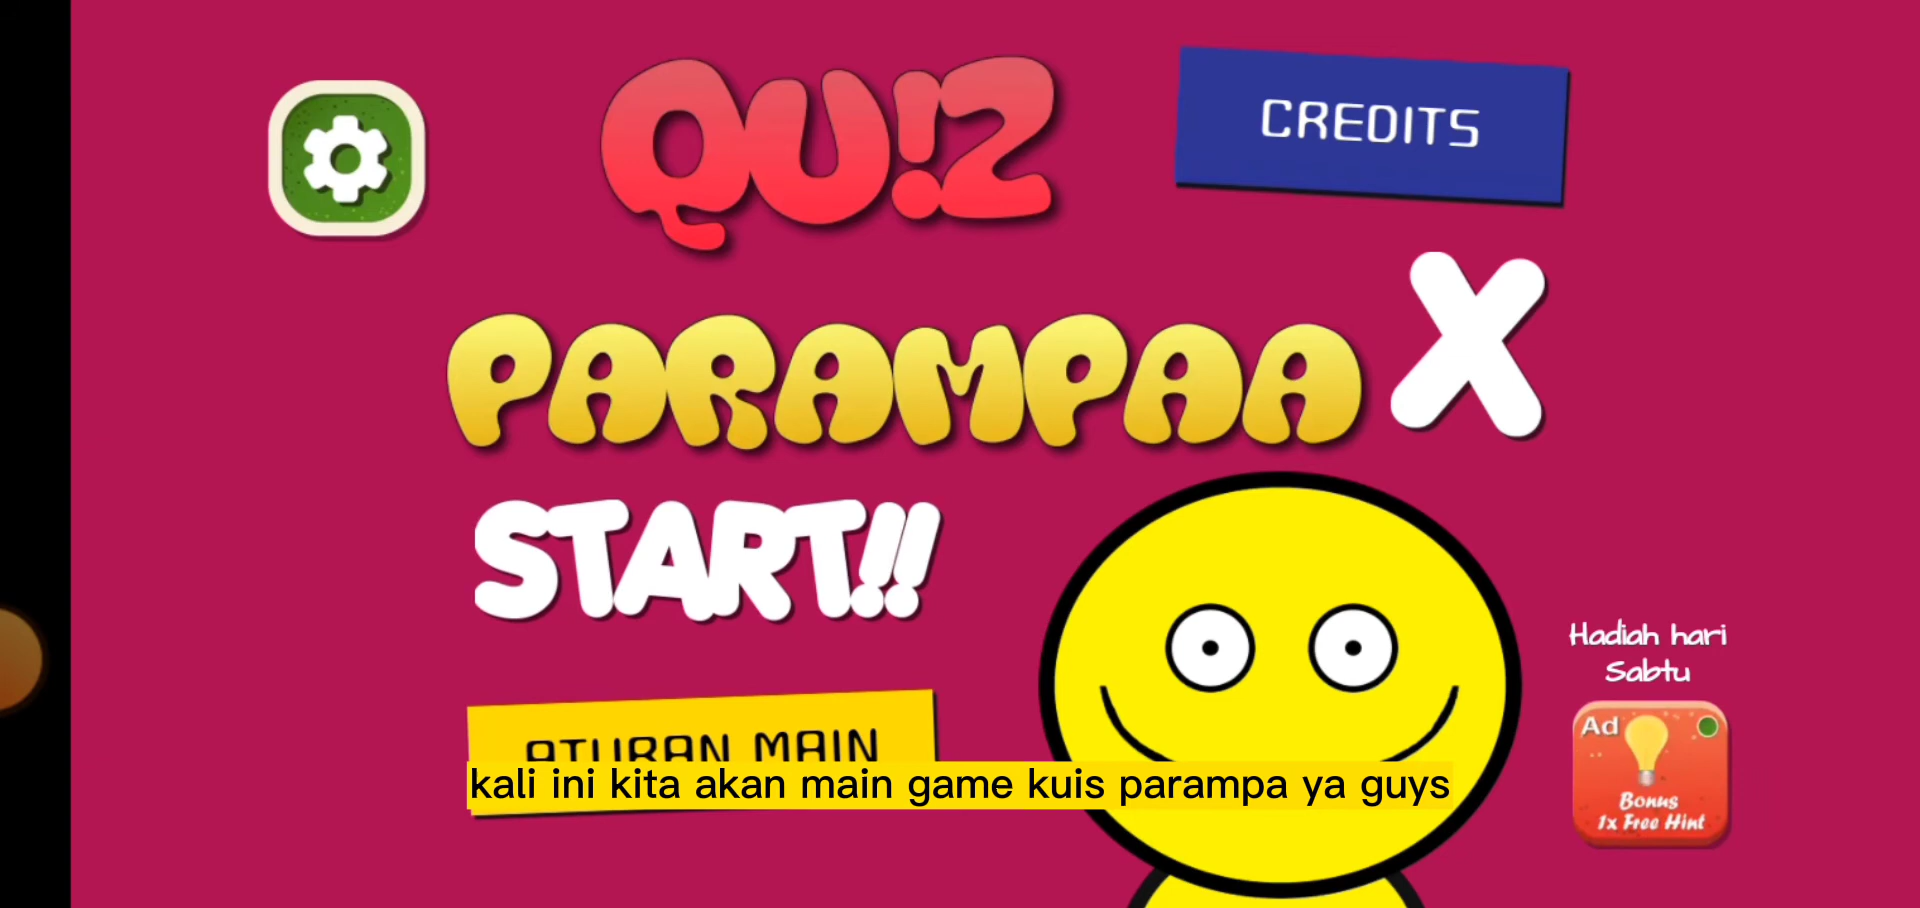 QU!Z
CREDITS
PARAMPAA X
START!!
Hadiah hari
Sabtu
ATURAN MAIN
kali ini kita akan main game kuis parampa ya guys
Ad
Bonus
1x Free Hint